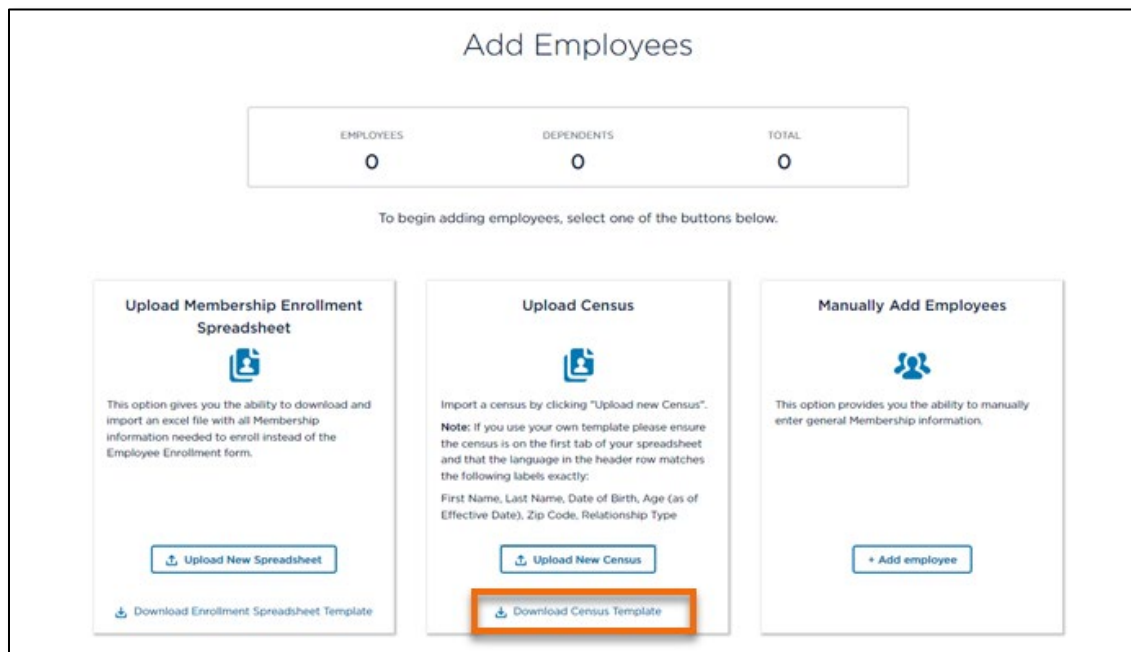 Add Employees
EMPLOYEES DEPENDENTS TOTAL
0 0 0
To begin adding employees, select one of the buttons below.
Upload Membership Enrollment
Spreadsheet
This option gives you the ability to download and
import an excel file with all Membership
information needed to enroll instead of the
Employee Enrollment form.
Upload New Spreadsheet
Download Enrollment Spreadsheet Template
Upload Census
Import a census by clicking "Upload new Census".
Note: If you use your own template please ensure
the census is on the first tab of your spreadsheet
and that the language in the header row matches
the following labels exactly:
First Name, Last Name, Date of Birth, Age (as of
Effective Date), Zip Code, Relationship Type
Upload New Census
Download Census Template
Manually Add Employees
This option provides you the ability to manually
enter general Membership information.
+ Add employee